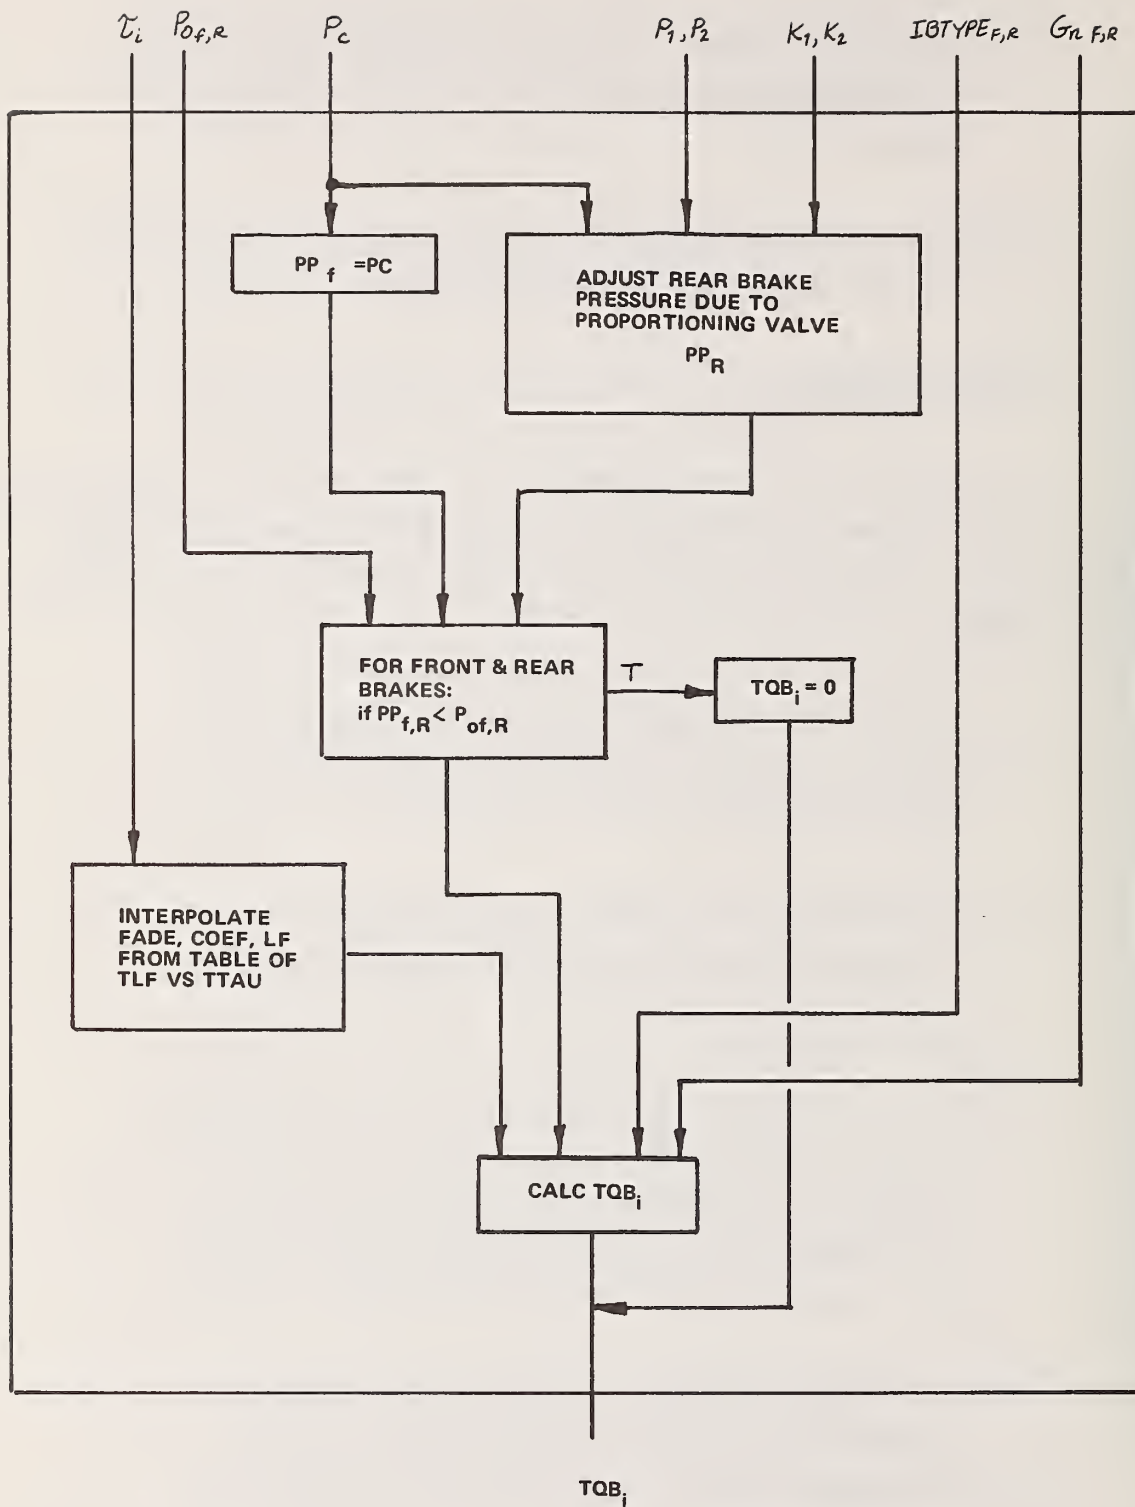 τi P0f,R Pc P1, P2 K1, K2 IBTYPEF,R Gn F,R
PPf =PC
ADJUST REAR BRAKE
PRESSURE DUE TO
PROPORTIONING VALVE
PPR
FOR FRONT & REAR
BRAKES:
if PPf,R < Pof,R
T
TQBi = 0
INTERPOLATE
FADE, COEF, LF
FROM TABLE OF
TLF VS TTAU
CALC TQBi
TQBi